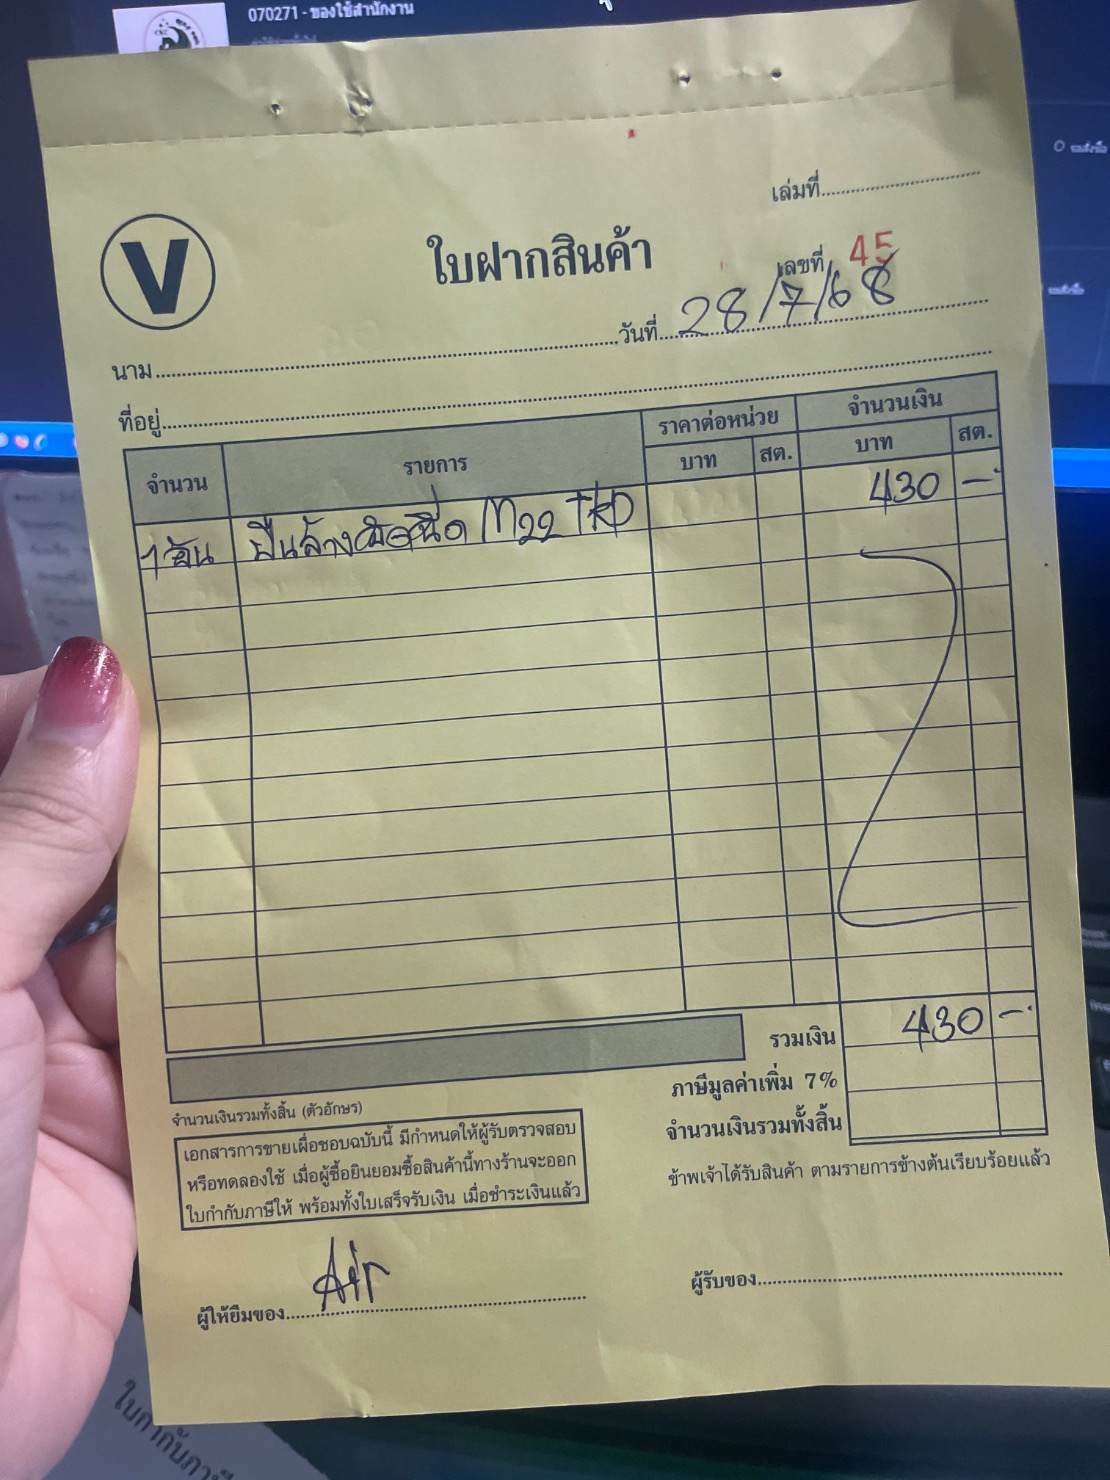 070271 - ของใช้สำนักงาน
เล่มที่
V
ใบฝากสินค้า
เลขที่ 45
วันที่ 28/7/68
นาม
ที่อยู่
จำนวน รายการ ราคาต่อหน่วย จำนวนเงิน
บาท สต. บาท สต.
1 อัน ปืนล้าง M22 TKD 430 -
รวมเงิน 430 -
ภาษีมูลค่าเพิ่ม 7%
จำนวนเงินรวมทั้งสิ้น
จำนวนเงินรวมทั้งสิ้น (ตัวอักษร)
เอกสารการขายเผื่อชอบฉบับนี้ มีกำหนดให้ผู้รับตรวจสอบ
หรือทดลองใช้ เมื่อผู้ซื้อยินยอมซื้อสินค้านี้ทางร้านจะออก
ใบกำกับภาษีให้ พร้อมทั้งใบเสร็จรับเงิน เมื่อชำระเงินแล้ว
ข้าพเจ้าได้รับสินค้า ตามรายการข้างต้นเรียบร้อยแล้ว
ผู้ให้ยืมของ Air
ผู้รับของ